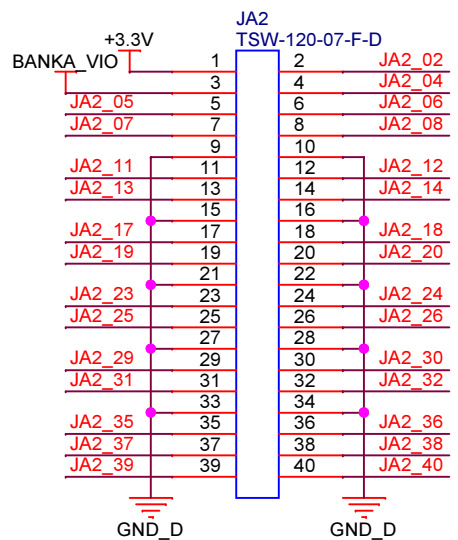 JA2
TSW-120-07-F-D
+3.3V
BANKA_VIO
1 2 JA2_02
3 4 JA2_04
JA2_05 5 6 JA2_06
JA2_07 7 8 JA2_08
9 10
JA2_11 11 12 JA2_12
JA2_13 13 14 JA2_14
15 16
JA2_17 17 18 JA2_18
JA2_19 19 20 JA2_20
21 22
JA2_23 23 24 JA2_24
JA2_25 25 26 JA2_26
27 28
JA2_29 29 30 JA2_30
JA2_31 31 32 JA2_32
33 34
JA2_35 35 36 JA2_36
JA2_37 37 38 JA2_38
JA2_39 39 40 JA2_40
GND_D GND_D